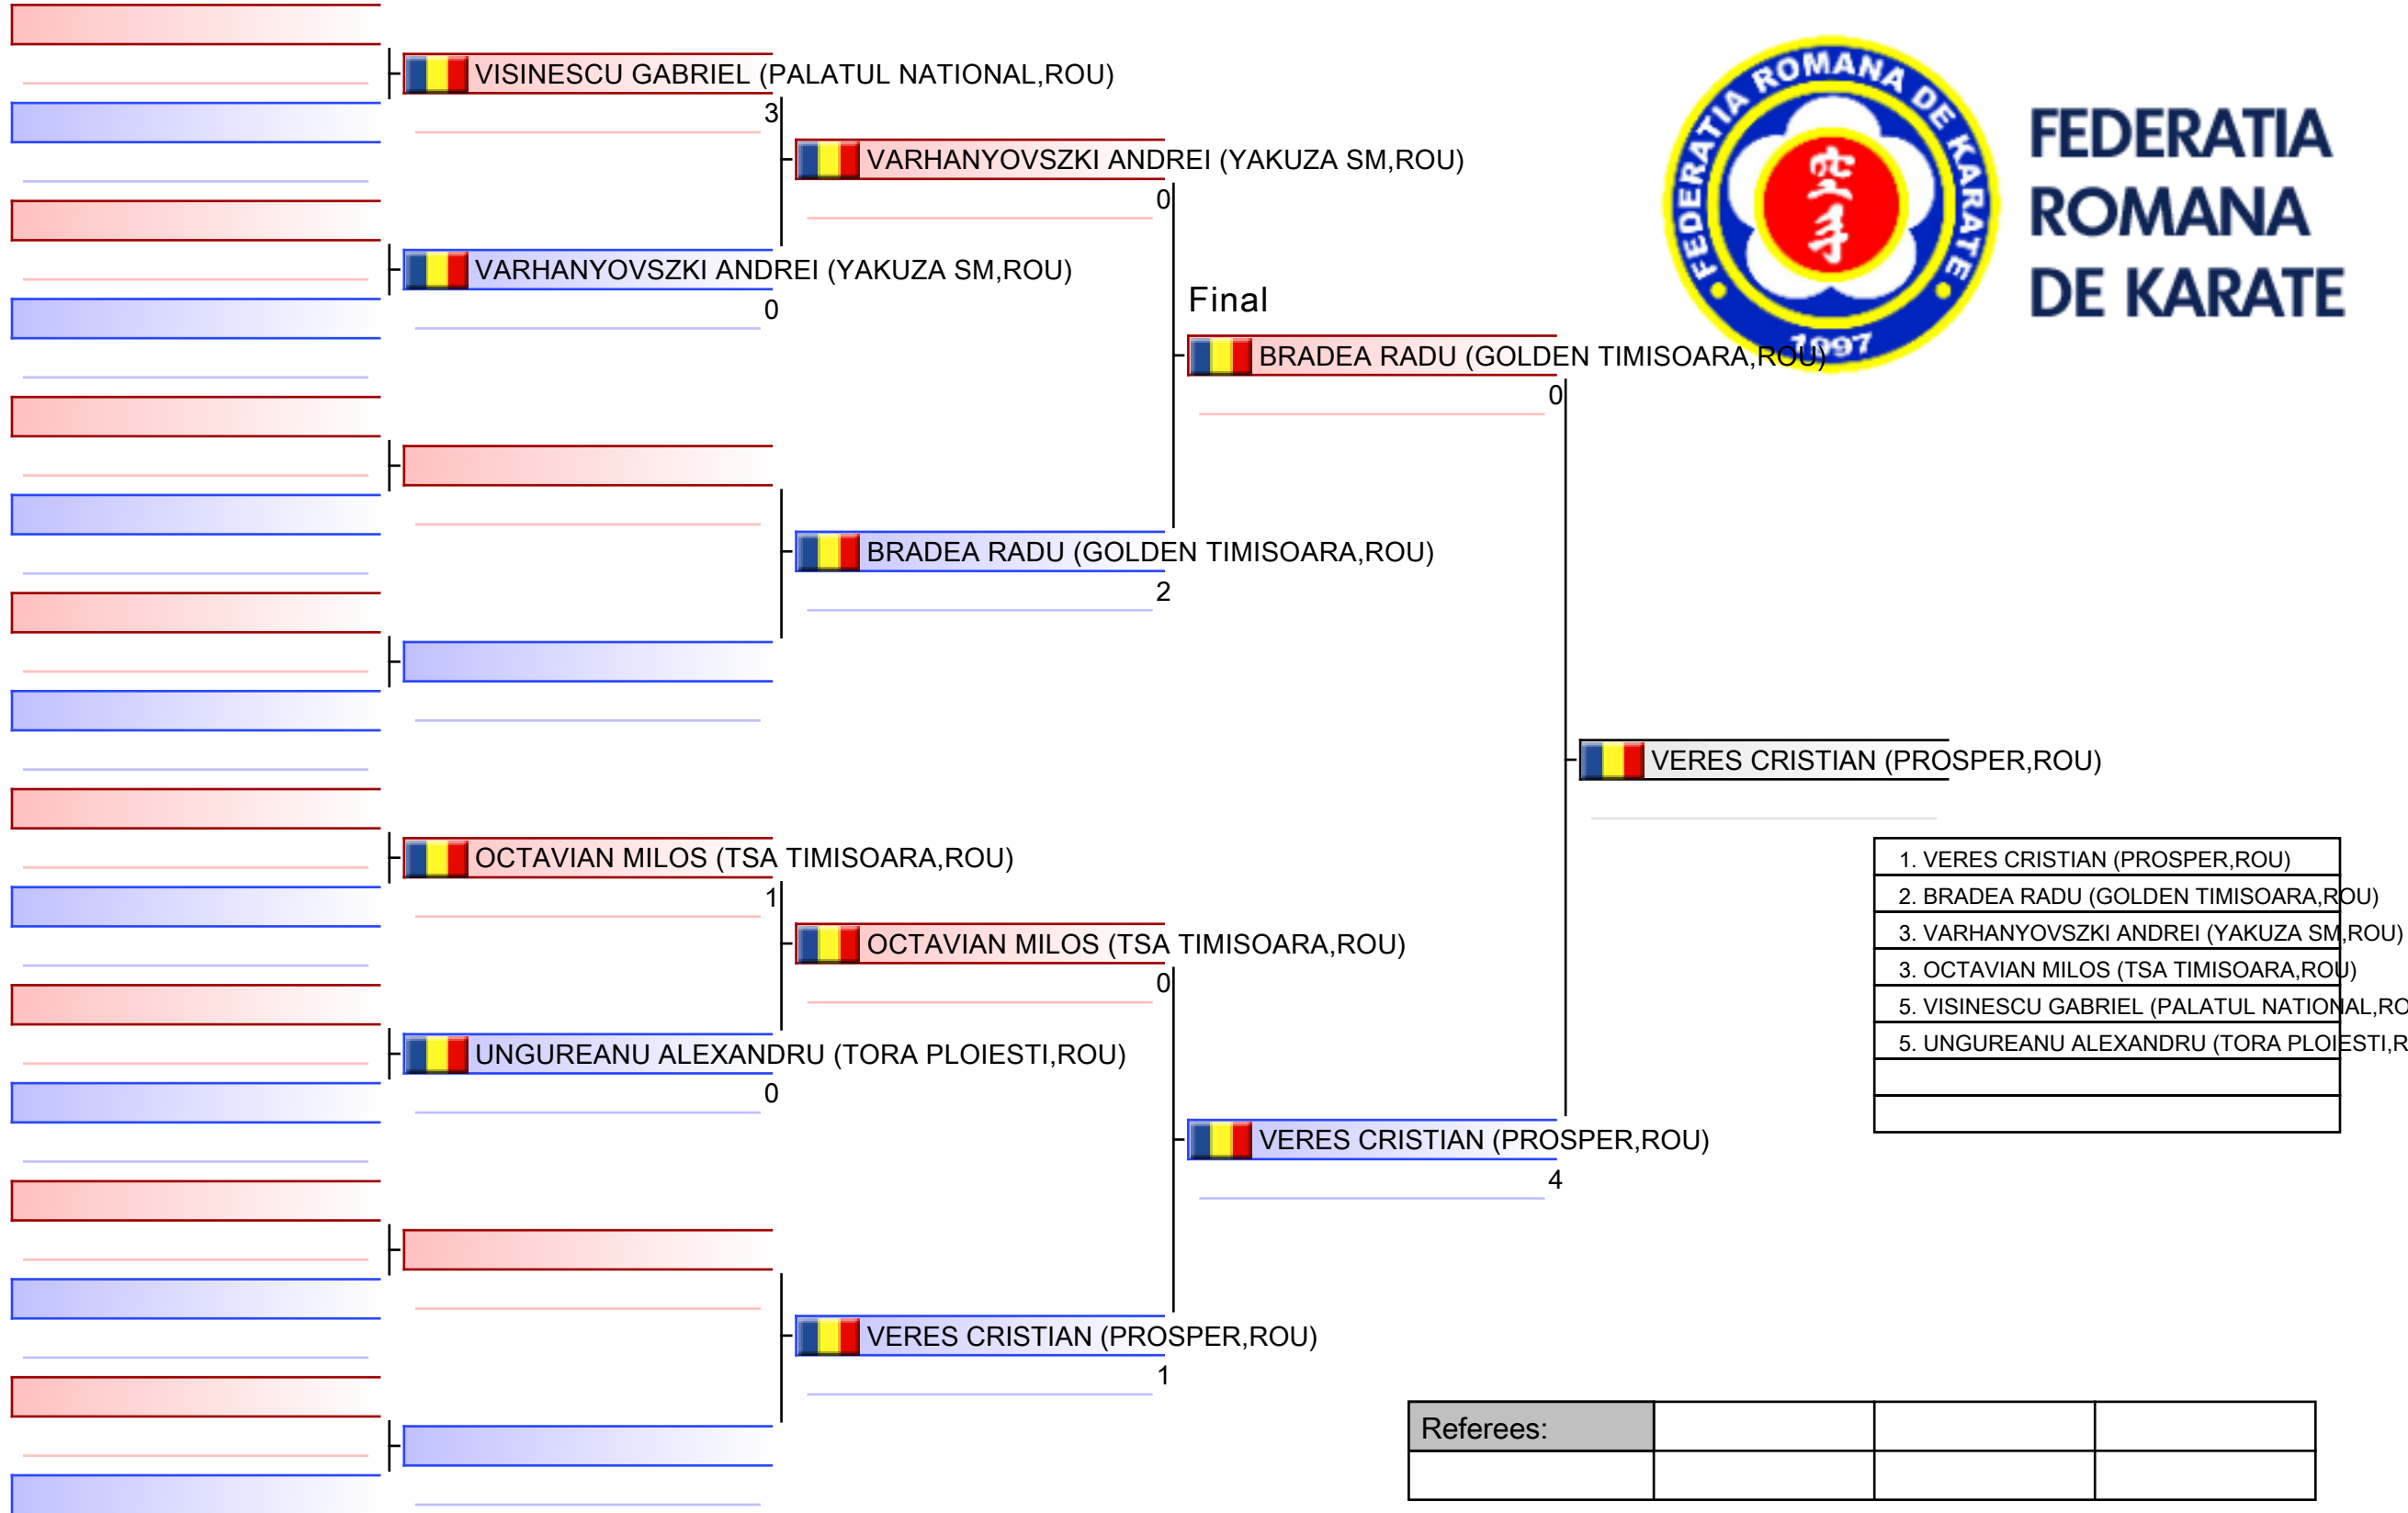 VISINESCU GABRIEL (PALATUL NATIONAL,ROU)
3
VARHANYOVSZKI ANDREI (YAKUZA SM,ROU)
0
VARHANYOVSZKI ANDREI (YAKUZA SM,ROU)
0
BRADEA RADU (GOLDEN TIMISOARA,ROU)
2
OCTAVIAN MILOS (TSA TIMISOARA,ROU)
1
UNGUREANU ALEXANDRU (TORA PLOIESTI,ROU)
0
OCTAVIAN MILOS (TSA TIMISOARA,ROU)
0
VERES CRISTIAN (PROSPER,ROU)
1
Final
BRADEA RADU (GOLDEN TIMISOARA,ROU)
0
VERES CRISTIAN (PROSPER,ROU)
4
VERES CRISTIAN (PROSPER,ROU)
FEDERATIA ROMANA DE KARATE
空手
1997
FEDERATIA
ROMANA
DE KARATE
1. VERES CRISTIAN (PROSPER,ROU)
2. BRADEA RADU (GOLDEN TIMISOARA,ROU)
3. VARHANYOVSZKI ANDREI (YAKUZA SM,ROU)
3. OCTAVIAN MILOS (TSA TIMISOARA,ROU)
5. VISINESCU GABRIEL (PALATUL NATIONAL,RO
5. UNGUREANU ALEXANDRU (TORA PLOIESTI,R
Referees: